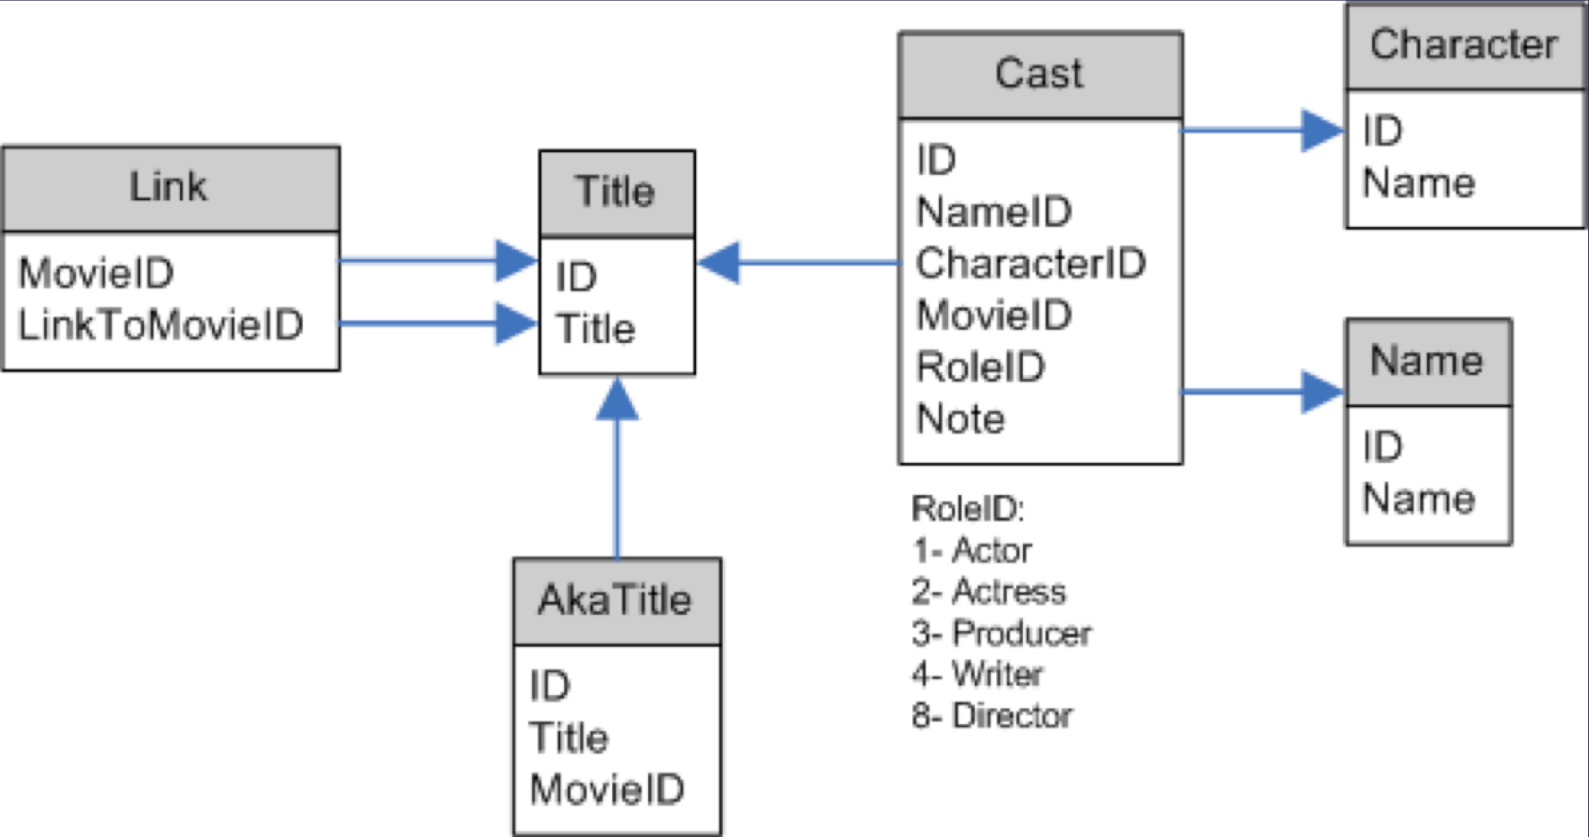 Link
MovieID
LinkToMovieID
Title
ID
Title
AkaTitle
ID
Title
MovieID
Cast
ID
NameID
CharacterID
MovieID
RoleID
Note
RoleID:
1- Actor
2- Actress
3- Producer
4- Writer
8- Director
Character
ID
Name
Name
ID
Name